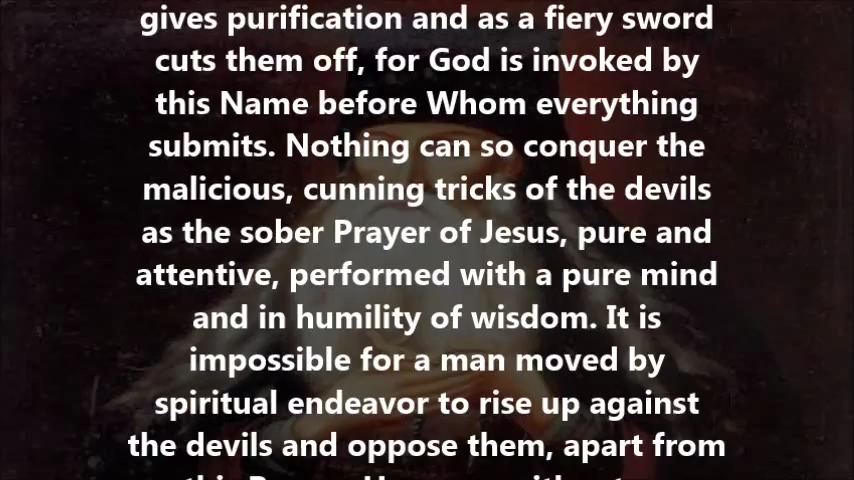 gives purification and as a fiery sword
cuts them off, for God is invoked by
this Name before Whom everything
submits. Nothing can so conquer the
malicious, cunning tricks of the devils
as the sober Prayer of Jesus, pure and
attentive, performed with a pure mind
and in humility of wisdom. It is
impossible for a man moved by
spiritual endeavor to rise up against
the devils and oppose them, apart from